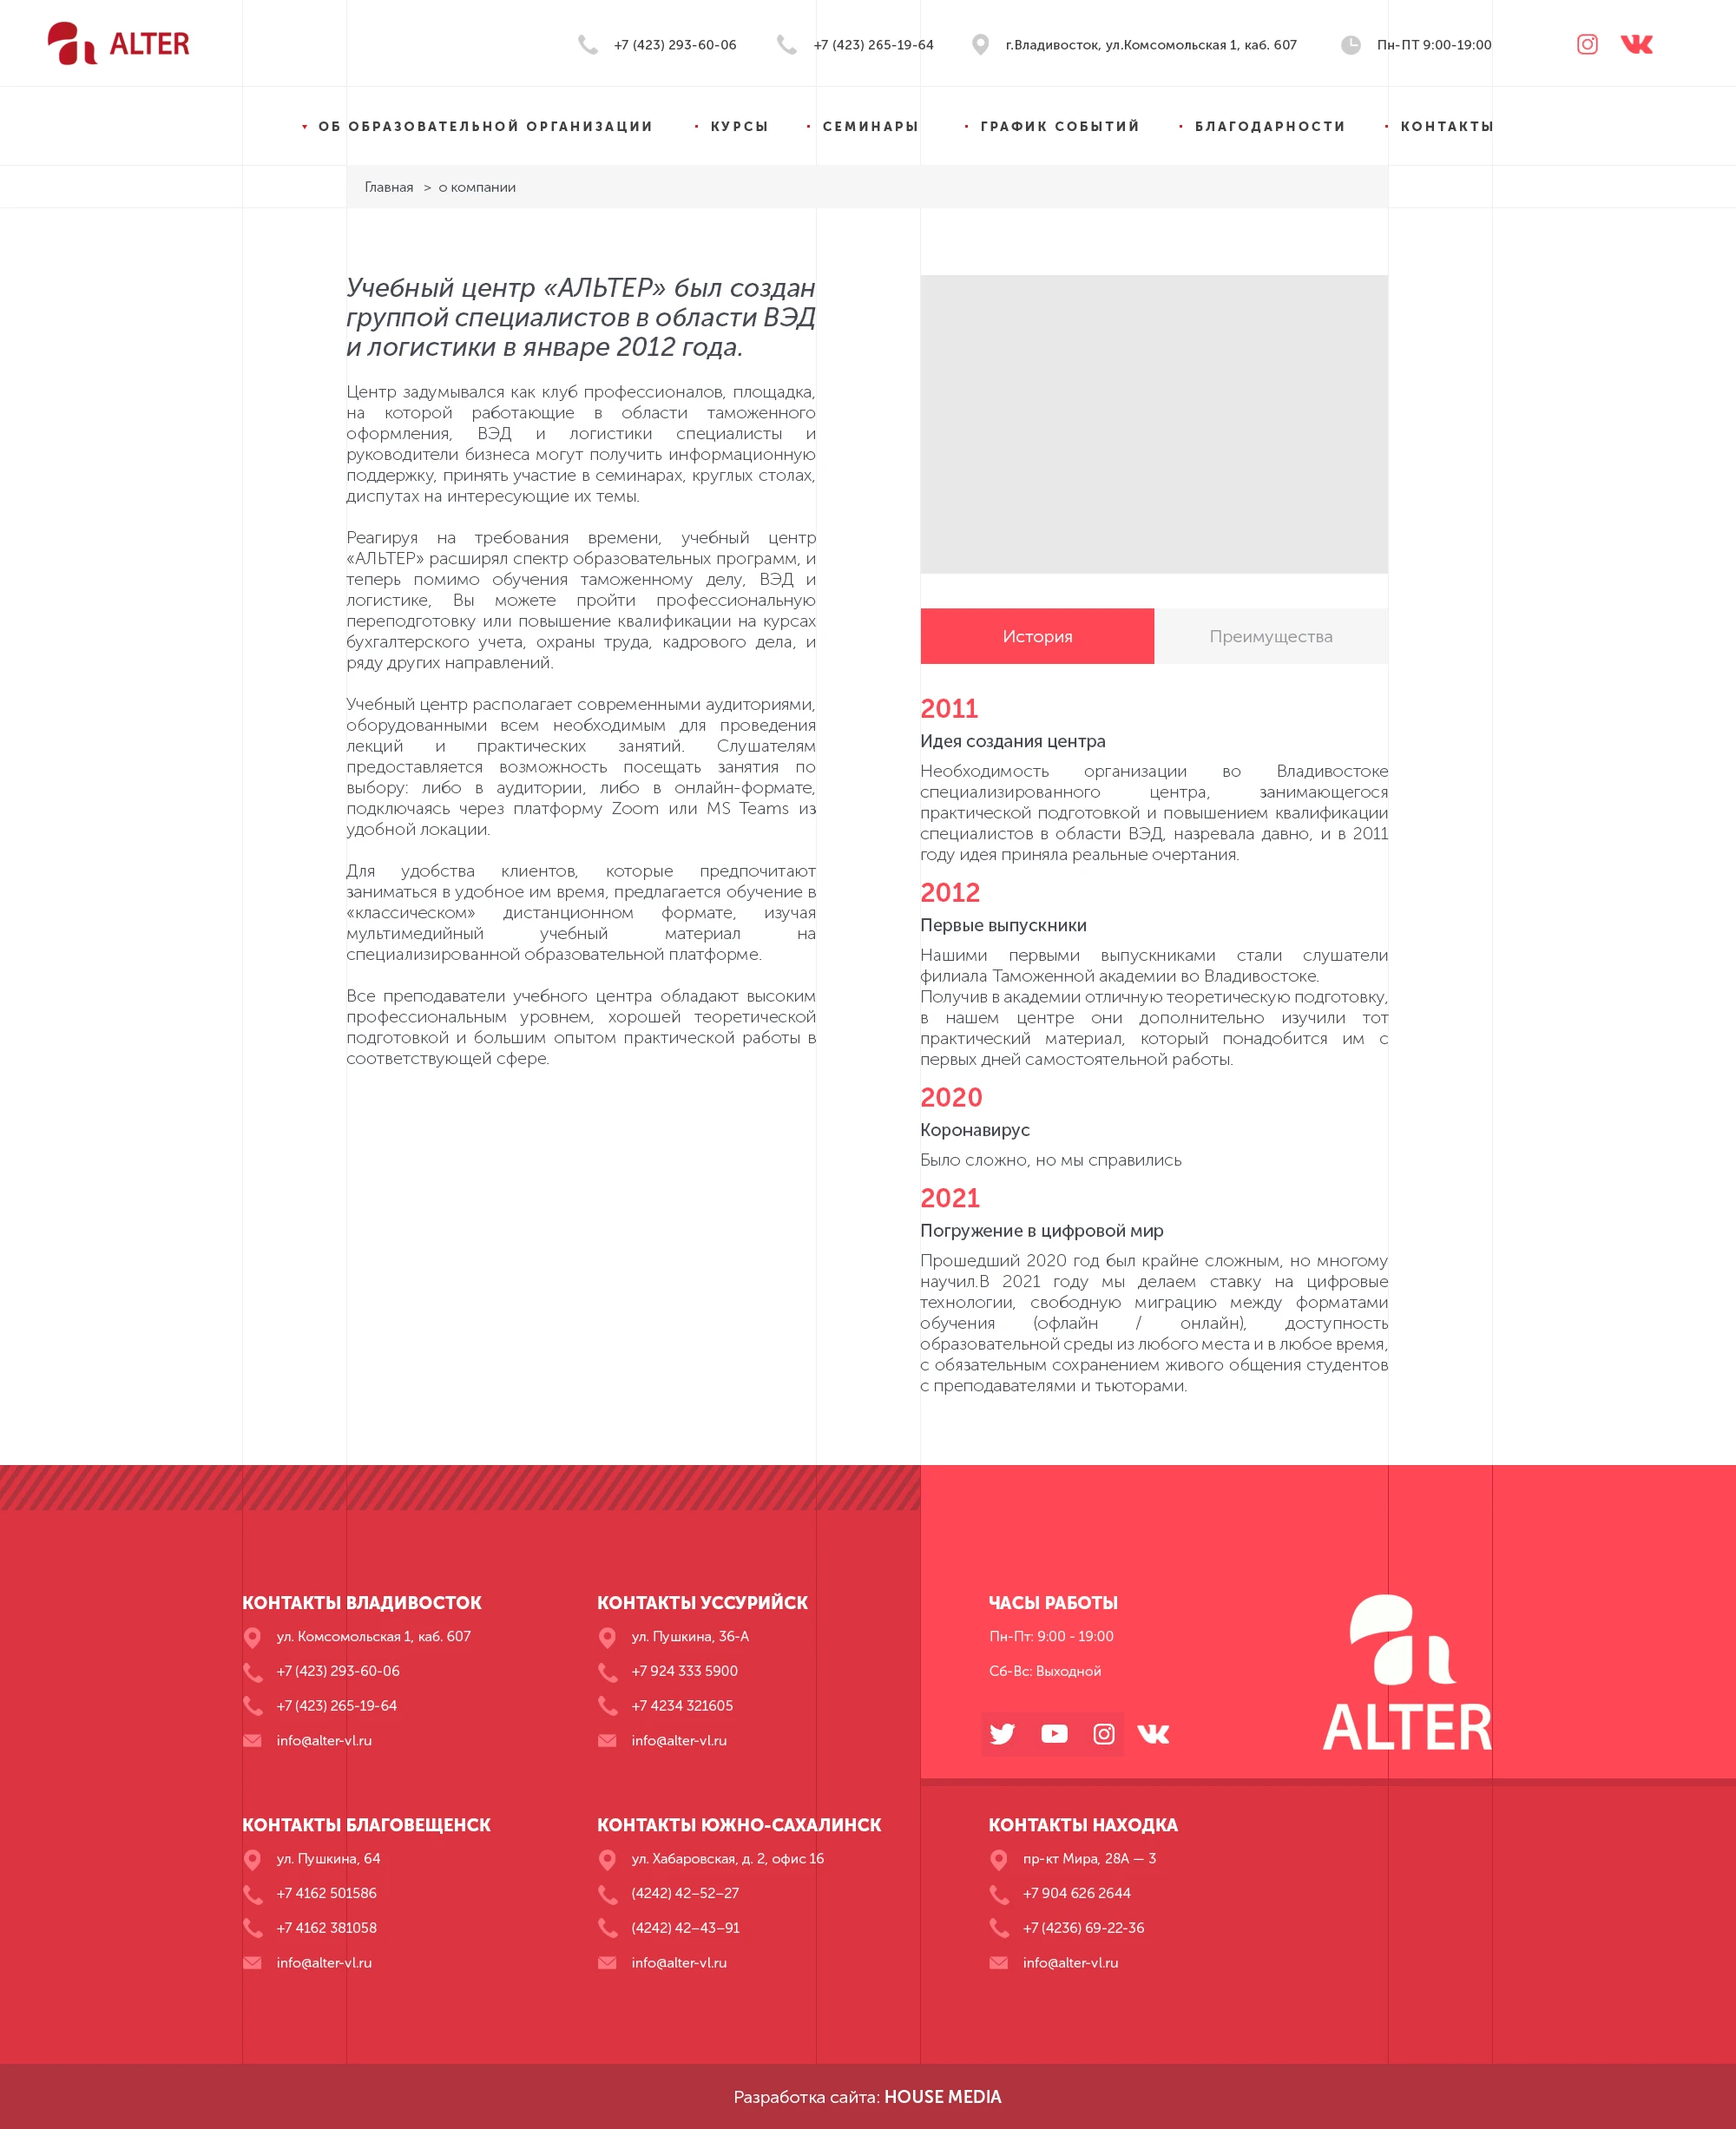 ALTER
+7 (423) 293-60-06
+7 (423) 265-19-64
г.Владивосток, ул.Комсомольская 1, каб. 607
Пн-ПТ 9:00-19:00
ОБ ОБРАЗОВАТЕЛЬНОЙ ОРГАНИЗАЦИИ
КУРСЫ
СЕМИНАРЫ
ГРАФИК СОБЫТИЙ
БЛАГОДАРНОСТИ
КОНТАКТЫ
Главная > о компании
Учебный центр «АЛЬТЕР» был создан
группой специалистов в области ВЭД
и логистики в январе 2012 года.
Центр задумывался как клуб профессионалов, площадка,
на которой работающие в области таможенного
оформления, ВЭД и логистики специалисты и
руководители бизнеса могут получить информационную
поддержку, принять участие в семинарах, круглых столах,
диспутах на интересующие их темы.
Реагируя на требования времени, учебный центр
«АЛЬТЕР» расширял спектр образовательных программ, и
теперь помимо обучения таможенному делу, ВЭД и
логистике, Вы можете пройти профессиональную
переподготовку или повышение квалификации на курсах
бухгалтерского учета, охраны труда, кадрового дела, и
ряду других направлений.
Учебный центр располагает современными аудиториями,
оборудованными всем необходимым для проведения
лекций и практических занятий. Слушателям
предоставляется возможность посещать занятия по
выбору: либо в аудитории, либо в онлайн-формате,
подключаясь через платформу Zoom или MS Teams из
удобной локации.
Для удобства клиентов, которые предпочитают
заниматься в удобное им время, предлагается обучение в
«классическом» дистанционном формате, изучая
мультимедийный учебный материал на
специализированной образовательной платформе.
Все преподаватели учебного центра обладают высоким
профессиональным уровнем, хорошей теоретической
подготовкой и большим опытом практической работы в
соответствующей сфере.
История
Преимущества
2011
Идея создания центра
Необходимость организации во Владивостоке
специализированного центра, занимающегося
практической подготовкой и повышением квалификации
специалистов в области ВЭД, назревала давно, и в 2011
году идея приняла реальные очертания.
2012
Первые выпускники
Нашими первыми выпускниками стали слушатели
филиала Таможенной академии во Владивостоке.
Получив в академии отличную теоретическую подготовку,
в нашем центре они дополнительно изучили тот
практический материал, который понадобится им с
первых дней самостоятельной работы.
2020
Коронавирус
Было сложно, но мы справились
2021
Погружение в цифровой мир
Прошедший 2020 год был крайне сложным, но многому
научил.В 2021 году мы делаем ставку на цифровые
технологии, свободную миграцию между форматами
обучения (офлайн / онлайн), доступность
образовательной среды из любого места и в любое время,
с обязательным сохранением живого общения студентов
с преподавателями и тьюторами.
КОНТАКТЫ ВЛАДИВОСТОК
ул. Комсомольская 1, каб. 607
+7 (423) 293-60-06
+7 (423) 265-19-64
info@alter-vl.ru
КОНТАКТЫ УССУРИЙСК
ул. Пушкина, 36-А
+7 924 333 5900
+7 4234 321605
info@alter-vl.ru
ЧАСЫ РАБОТЫ
Пн-Пт: 9:00 - 19:00
Сб-Вс: Выходной
ALTER
КОНТАКТЫ БЛАГОВЕЩЕНСК
ул. Пушкина, 64
+7 4162 501586
+7 4162 381058
info@alter-vl.ru
КОНТАКТЫ ЮЖНО-САХАЛИНСК
ул. Хабаровская, д. 2, офис 16
(4242) 42–52–27
(4242) 42–43–91
info@alter-vl.ru
КОНТАКТЫ НАХОДКА
пр-кт Мира, 28А — 3
+7 904 626 2644
+7 (4236) 69-22-36
info@alter-vl.ru
Разработка сайта: HOUSE MEDIA